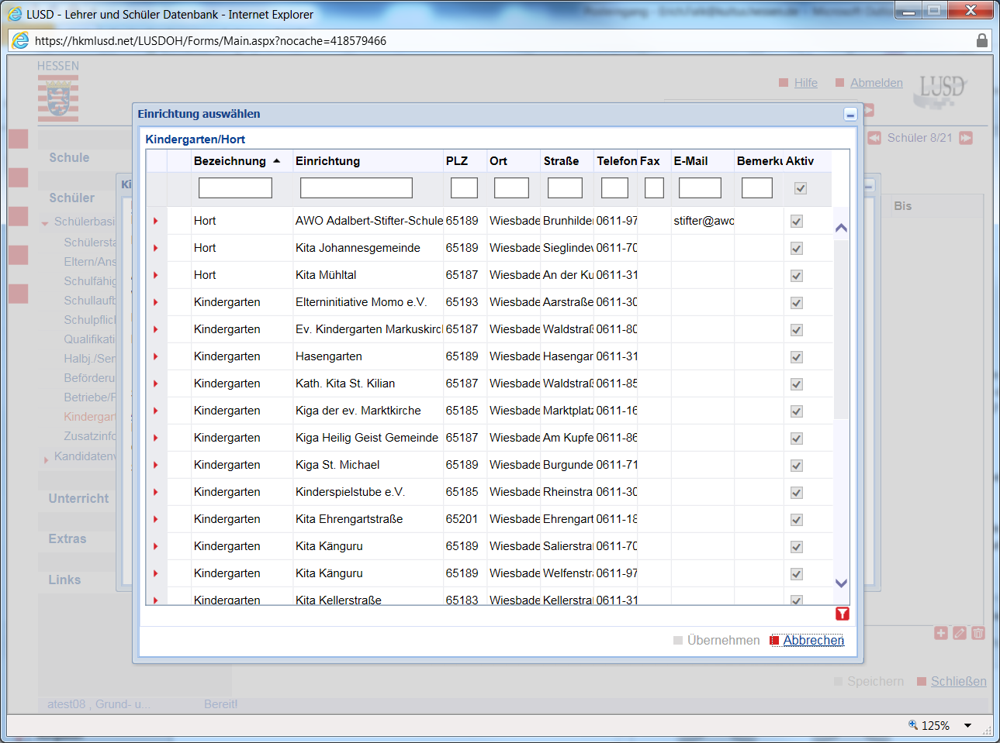 LUSD - Lehrer und Schüler Datenbank - Internet Explorer
https://hkmlusd.net/LUSDOH/Forms/Main.aspx?nocache=418579466
HESSEN
Hilfe Abmelden LUSD
Einrichtung auswählen
Kindergarten/Hort
Schüler 8/21
Schule
Schüler
Schülerbasi
Schülersta
Eltern/Ans
Schulfähig
Schullaufb
Schulpflich
Qualifikati
Halbj./Sem
Beförderu
Betriebe/P
Kindergart
Zusatzinfo
Kandidatenv
Unterricht
Extras
Links
Ki
Bis
Bezeichnung Einrichtung PLZ Ort Straße Telefon Fax E-Mail Bemerku Aktiv
Hort AWO Adalbert-Stifter-Schule 65189 Wiesbade Brunhilder 0611-97 stifter@awo
Hort Kita Johannesgemeinde 65189 Wiesbade Sieglindew 0611-70
Hort Kita Mühltal 65187 Wiesbade An der Ku 0611-31
Kindergarten Elterninitiative Momo e.V. 65193 Wiesbade Aarstraße 0611-30
Kindergarten Ev. Kindergarten Markuskirc 65187 Wiesbade Waldstraß 0611-80
Kindergarten Hasengarten 65189 Wiesbade Hasengar 0611-31
Kindergarten Kath. Kita St. Kilian 65187 Wiesbade Waldstraß 0611-85
Kindergarten Kiga der ev. Marktkirche 65185 Wiesbade Marktplatz 0611-16
Kindergarten Kiga Heilig Geist Gemeinde 65187 Wiesbade Am Kupfe 0611-86
Kindergarten Kiga St. Michael 65189 Wiesbade Burgunde 0611-71
Kindergarten Kinderspielstube e.V. 65185 Wiesbade Rheinstra 0611-30
Kindergarten Kita Ehrengartstraße 65201 Wiesbade Ehrengart 0611-18
Kindergarten Kita Känguru 65189 Wiesbade Salierstral 0611-70
Kindergarten Kita Känguru 65189 Wiesbade Welfenstr 0611-97
Kindergarten Kita Kellerstraße 65183 Wiesbade Kellerstral 0611-31
Übernehmen Abbrechen
Speichern Schließen
atest08 , Grund- u... Bereit!
125%